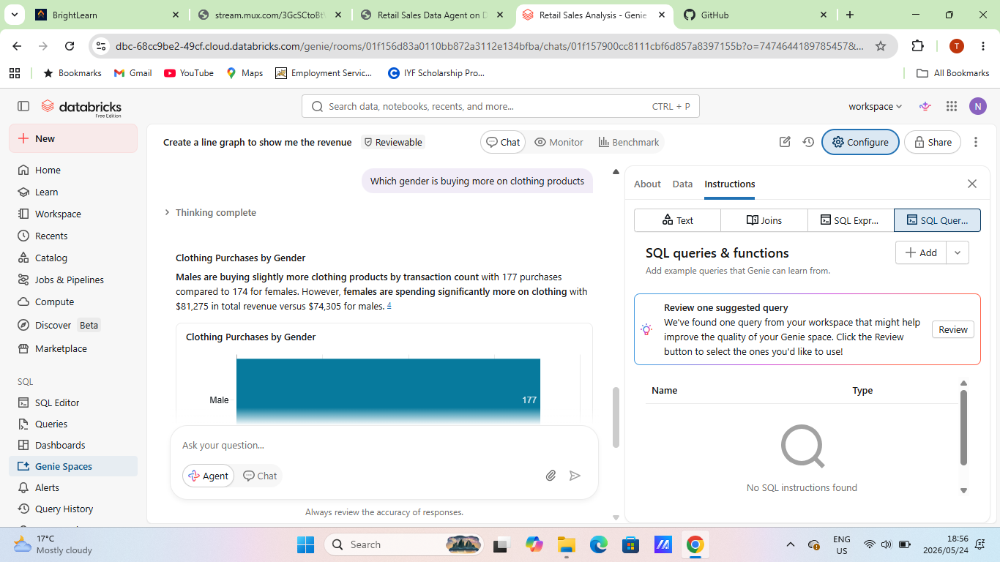 BrightLearn
stream.mux.com/3GcSCtoBt
Retail Sales Data Agent on D
Retail Sales Analysis - Genie
GitHub
dbc-68cc9be2-49cf.cloud.databricks.com/genie/rooms/01f156d83a0110bb872a3112e134bfba/chats/01f157900cc8111cbf6d857a8397155b?o=7474644189785457&...
T
Bookmarks
Gmail
YouTube
Maps
Employment Servic...
IYF Scholarship Pro...
All Bookmarks
databricks
Free Edition
Search data, notebooks, recents, and more...
CTRL + P
workspace
N
New
Home
Learn
Workspace
Recents
Catalog
Jobs & Pipelines
Compute
Discover Beta
Marketplace
SQL
SQL Editor
Queries
Dashboards
Genie Spaces
Alerts
Query History
Create a line graph to show me the revenue
Reviewable
Chat
Monitor
Benchmark
Configure
Share
Which gender is buying more on clothing products
Thinking complete
Clothing Purchases by Gender
Males are buying slightly more clothing products by transaction count with 177 purchases
compared to 174 for females. However, females are spending significantly more on clothing with
$81,275 in total revenue versus $74,305 for males. 4
Clothing Purchases by Gender
Male
177
Ask your question...
Agent
Chat
Always review the accuracy of responses.
About
Data
Instructions
Text
Joins
SQL Expr...
SQL Quer...
SQL queries & functions
Add
Add example queries that Genie can learn from.
Review one suggested query
We've found one query from your workspace that might help
improve the quality of your Genie space. Click the Review
button to select the ones you'd like to use!
Review
Name
Type
No SQL instructions found
17°C
Mostly cloudy
Search
ENG
US
18:56
2026/05/24